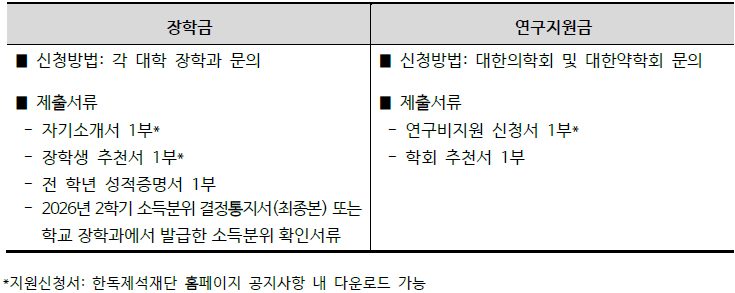 장학금
■ 신청방법: 각 대학 장학과 문의
■ 제출서류
- 자기소개서 1부*
- 장학생 추천서 1부*
- 전 학년 성적증명서 1부
- 2026년 2학기 소득분위 결정통지서(최종본) 또는
학교 장학과에서 발급한 소득분위 확인서류
연구지원금
■ 신청방법: 대한의학회 및 대한약학회 문의
■ 제출서류
- 연구비지원 신청서 1부*
- 학회 추천서 1부
*지원신청서: 한독제석재단 홈페이지 공지사항 내 다운로드 가능